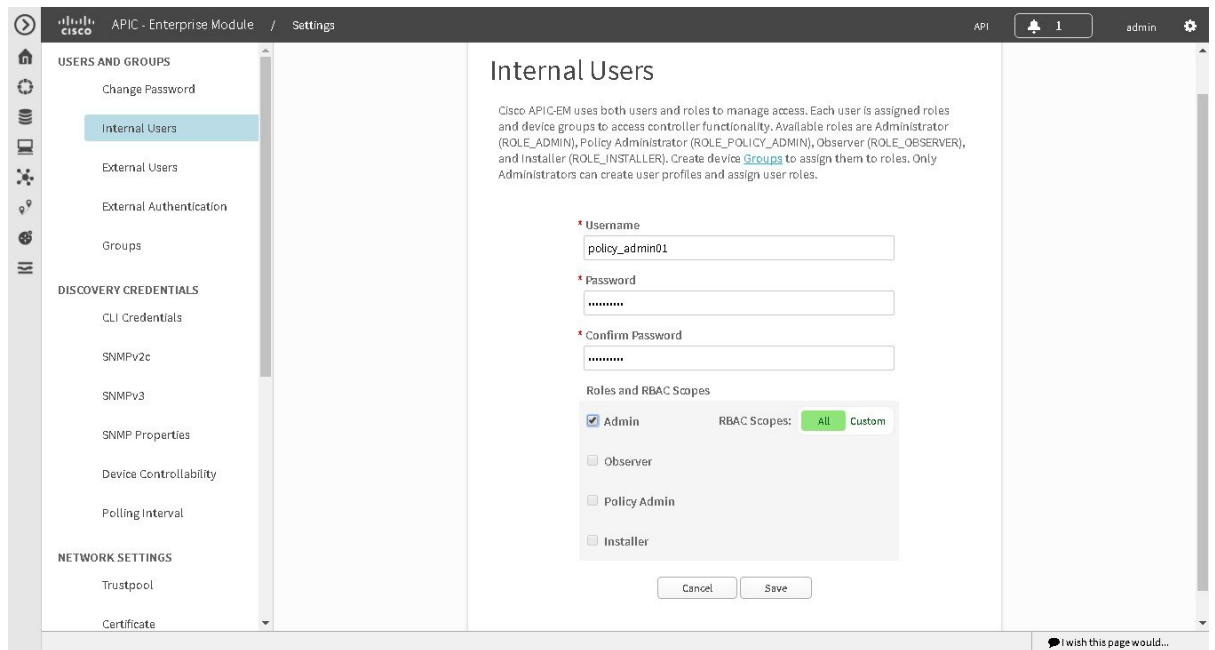 CISCO APIC - Enterprise Module / Settings API 1 admin
USERS AND GROUPS
Change Password
Internal Users
External Users
External Authentication
Groups
DISCOVERY CREDENTIALS
CLI Credentials
SNMPv2c
SNMPv3
SNMP Properties
Device Controllability
Polling Interval
NETWORK SETTINGS
Trustpool
Certificate
Internal Users
Cisco APIC-EM uses both users and roles to manage access. Each user is assigned roles
and device groups to access controller functionality. Available roles are Administrator
(ROLE_ADMIN), Policy Administrator (ROLE_POLICY_ADMIN), Observer (ROLE_OBSERVER),
and Installer (ROLE_INSTALLER). Create device Groups to assign them to roles. Only
Administrators can create user profiles and assign user roles.
* Username
policy_admin01
* Password
••••••••••
* Confirm Password
••••••••••
Roles and RBAC Scopes
Admin RBAC Scopes: All Custom
Observer
Policy Admin
Installer
Cancel Save
I wish this page would...